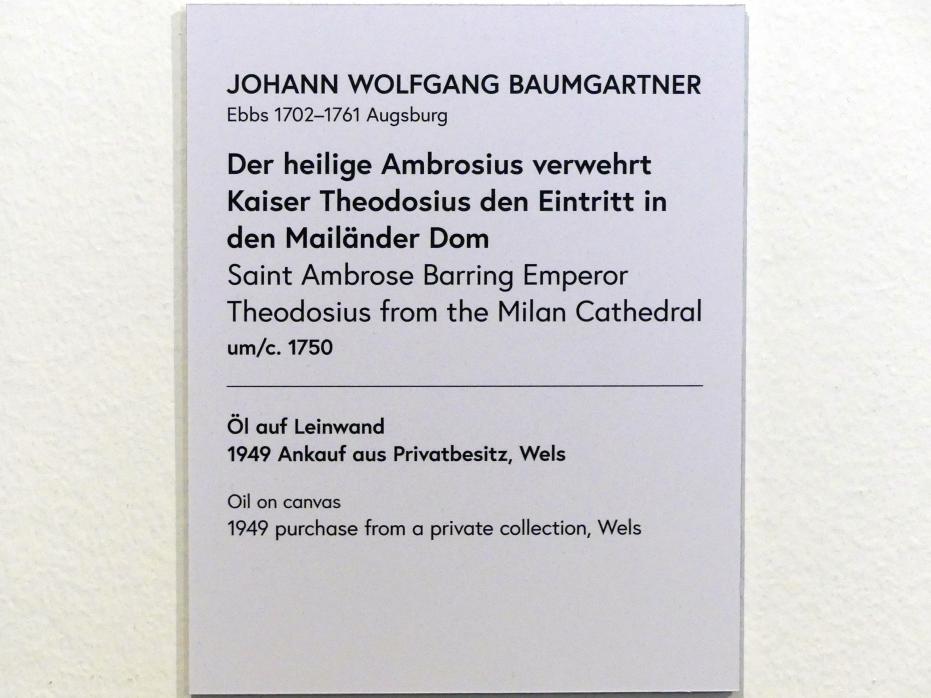 JOHANN WOLFGANG BAUMGARTNER
Ebbs 1702–1761 Augsburg
Der heilige Ambrosius verwehrt
Kaiser Theodosius den Eintritt in
den Mailänder Dom
Saint Ambrose Barring Emperor
Theodosius from the Milan Cathedral
um/c. 1750
Öl auf Leinwand
1949 Ankauf aus Privatbesitz, Wels
Oil on canvas
1949 purchase from a private collection, Wels